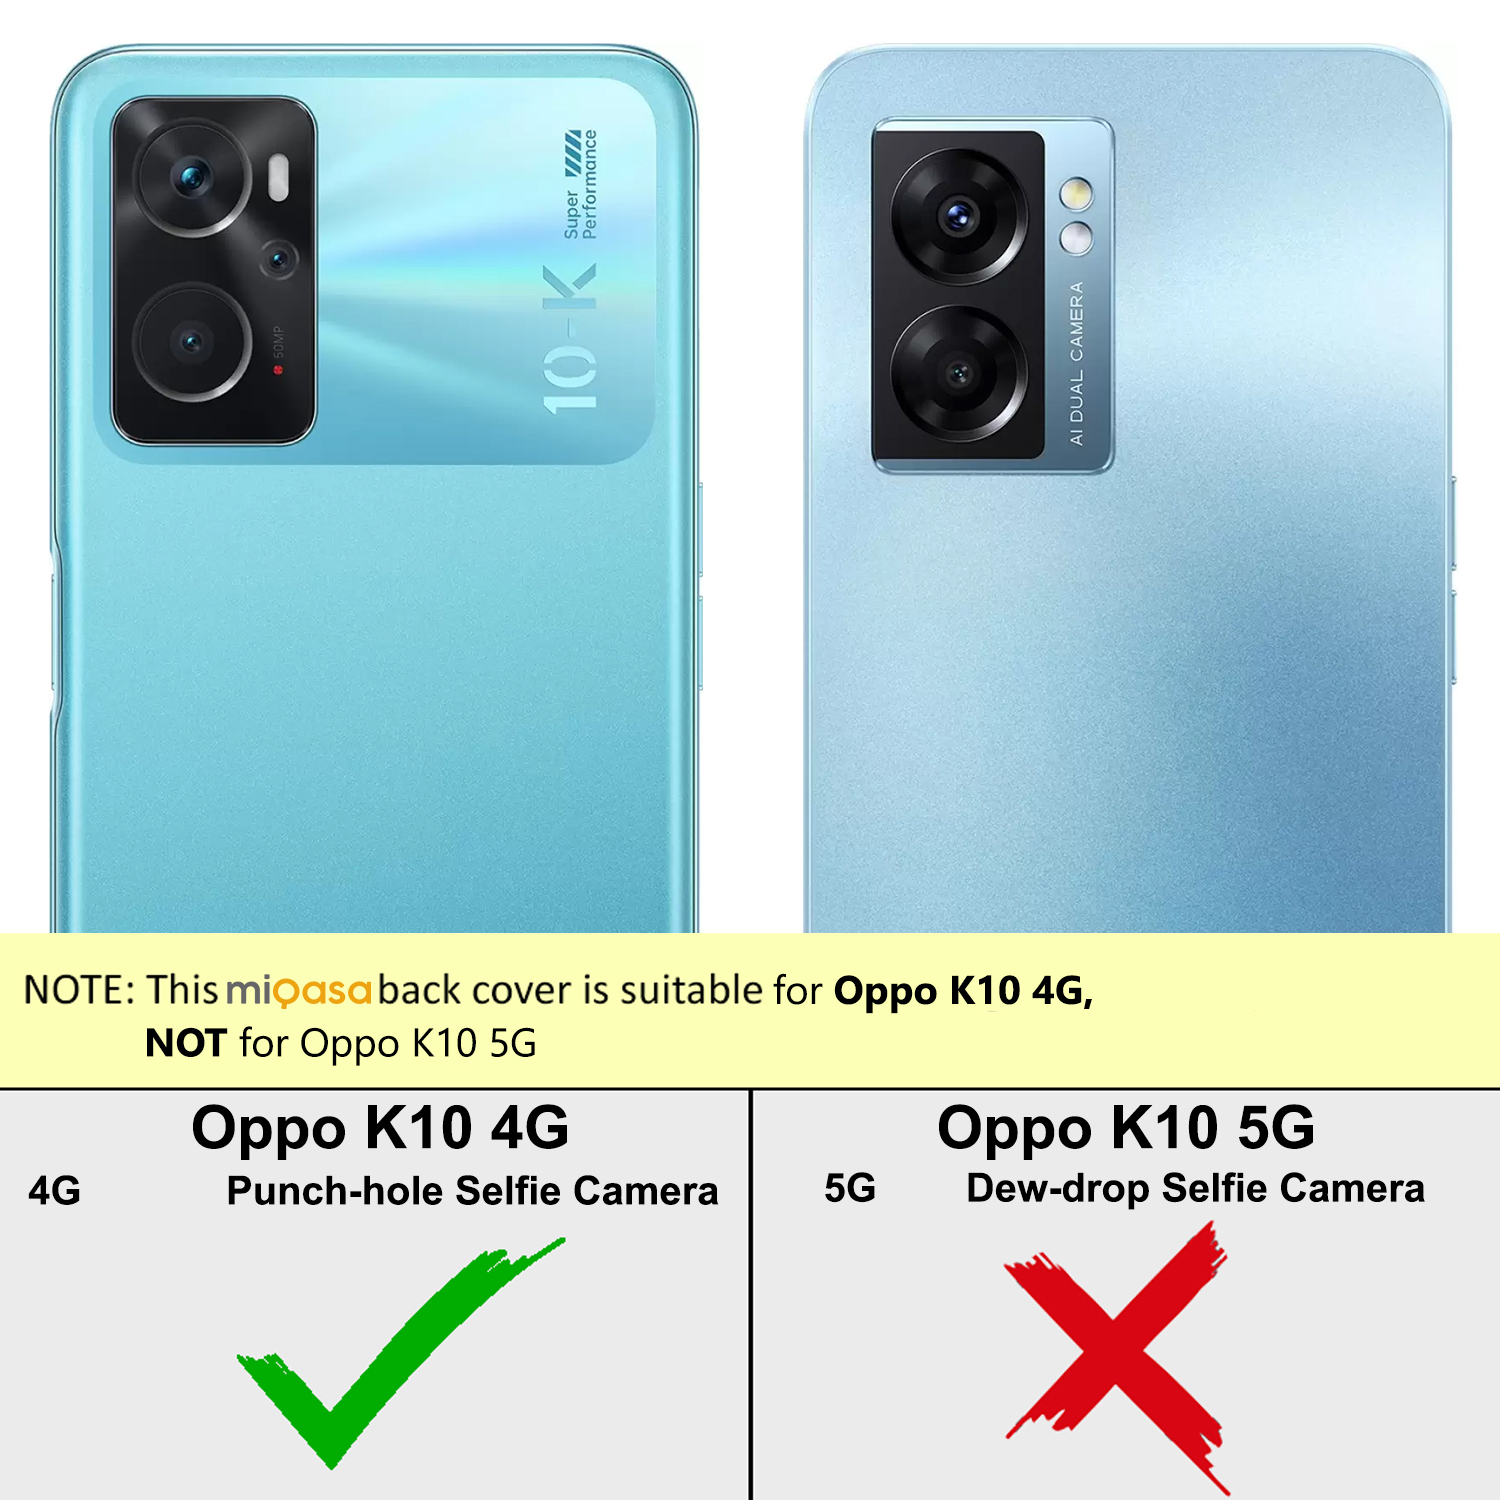 Super
Performance
10-K
50MP
AI DUAL CAMERA
NOTE: This miQasa back cover is suitable for Oppo K10 4G,
NOT for Oppo K10 5G
Oppo K10 4G
4G Punch-hole Selfie Camera
Oppo K10 5G
5G Dew-drop Selfie Camera